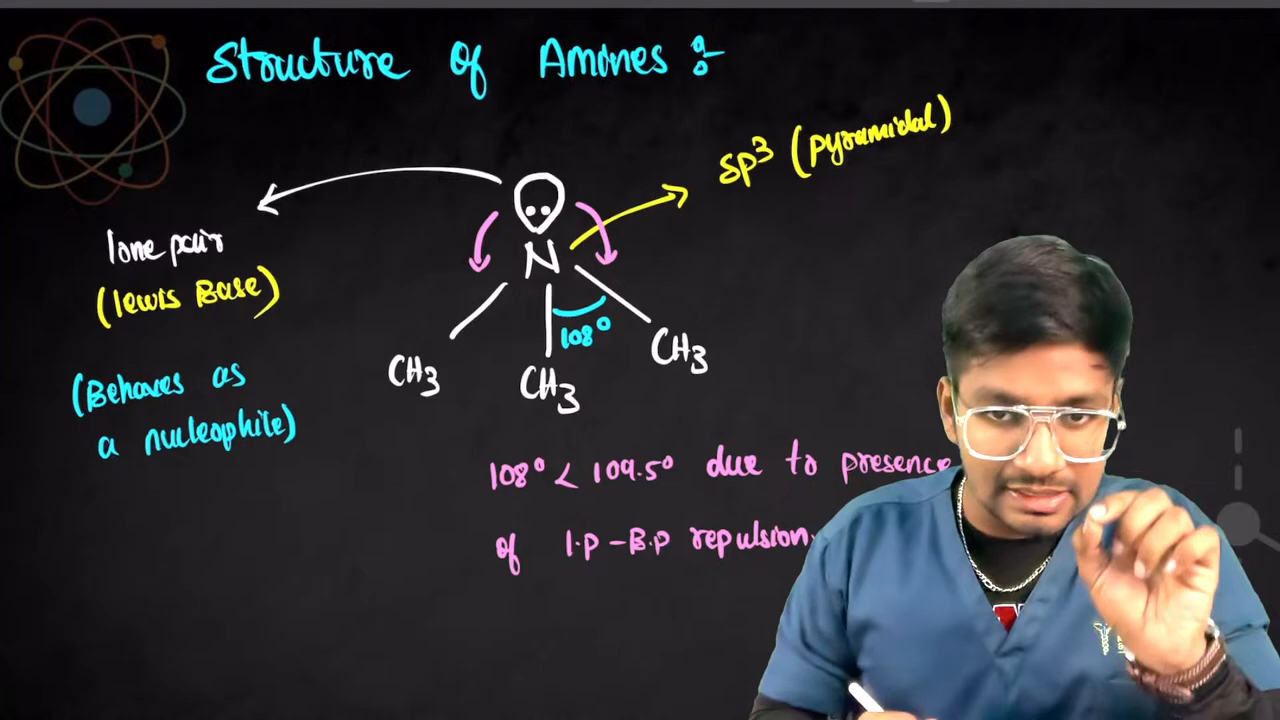 Structure of Amines :
sp³ (pyramidal)
lone pair
(lewis Base)
N
108°
CH₃
CH₃
CH₃
(Behaves as
a nucleophile)
108° < 109.5° due to presence
of l.p - B.p repulsion.